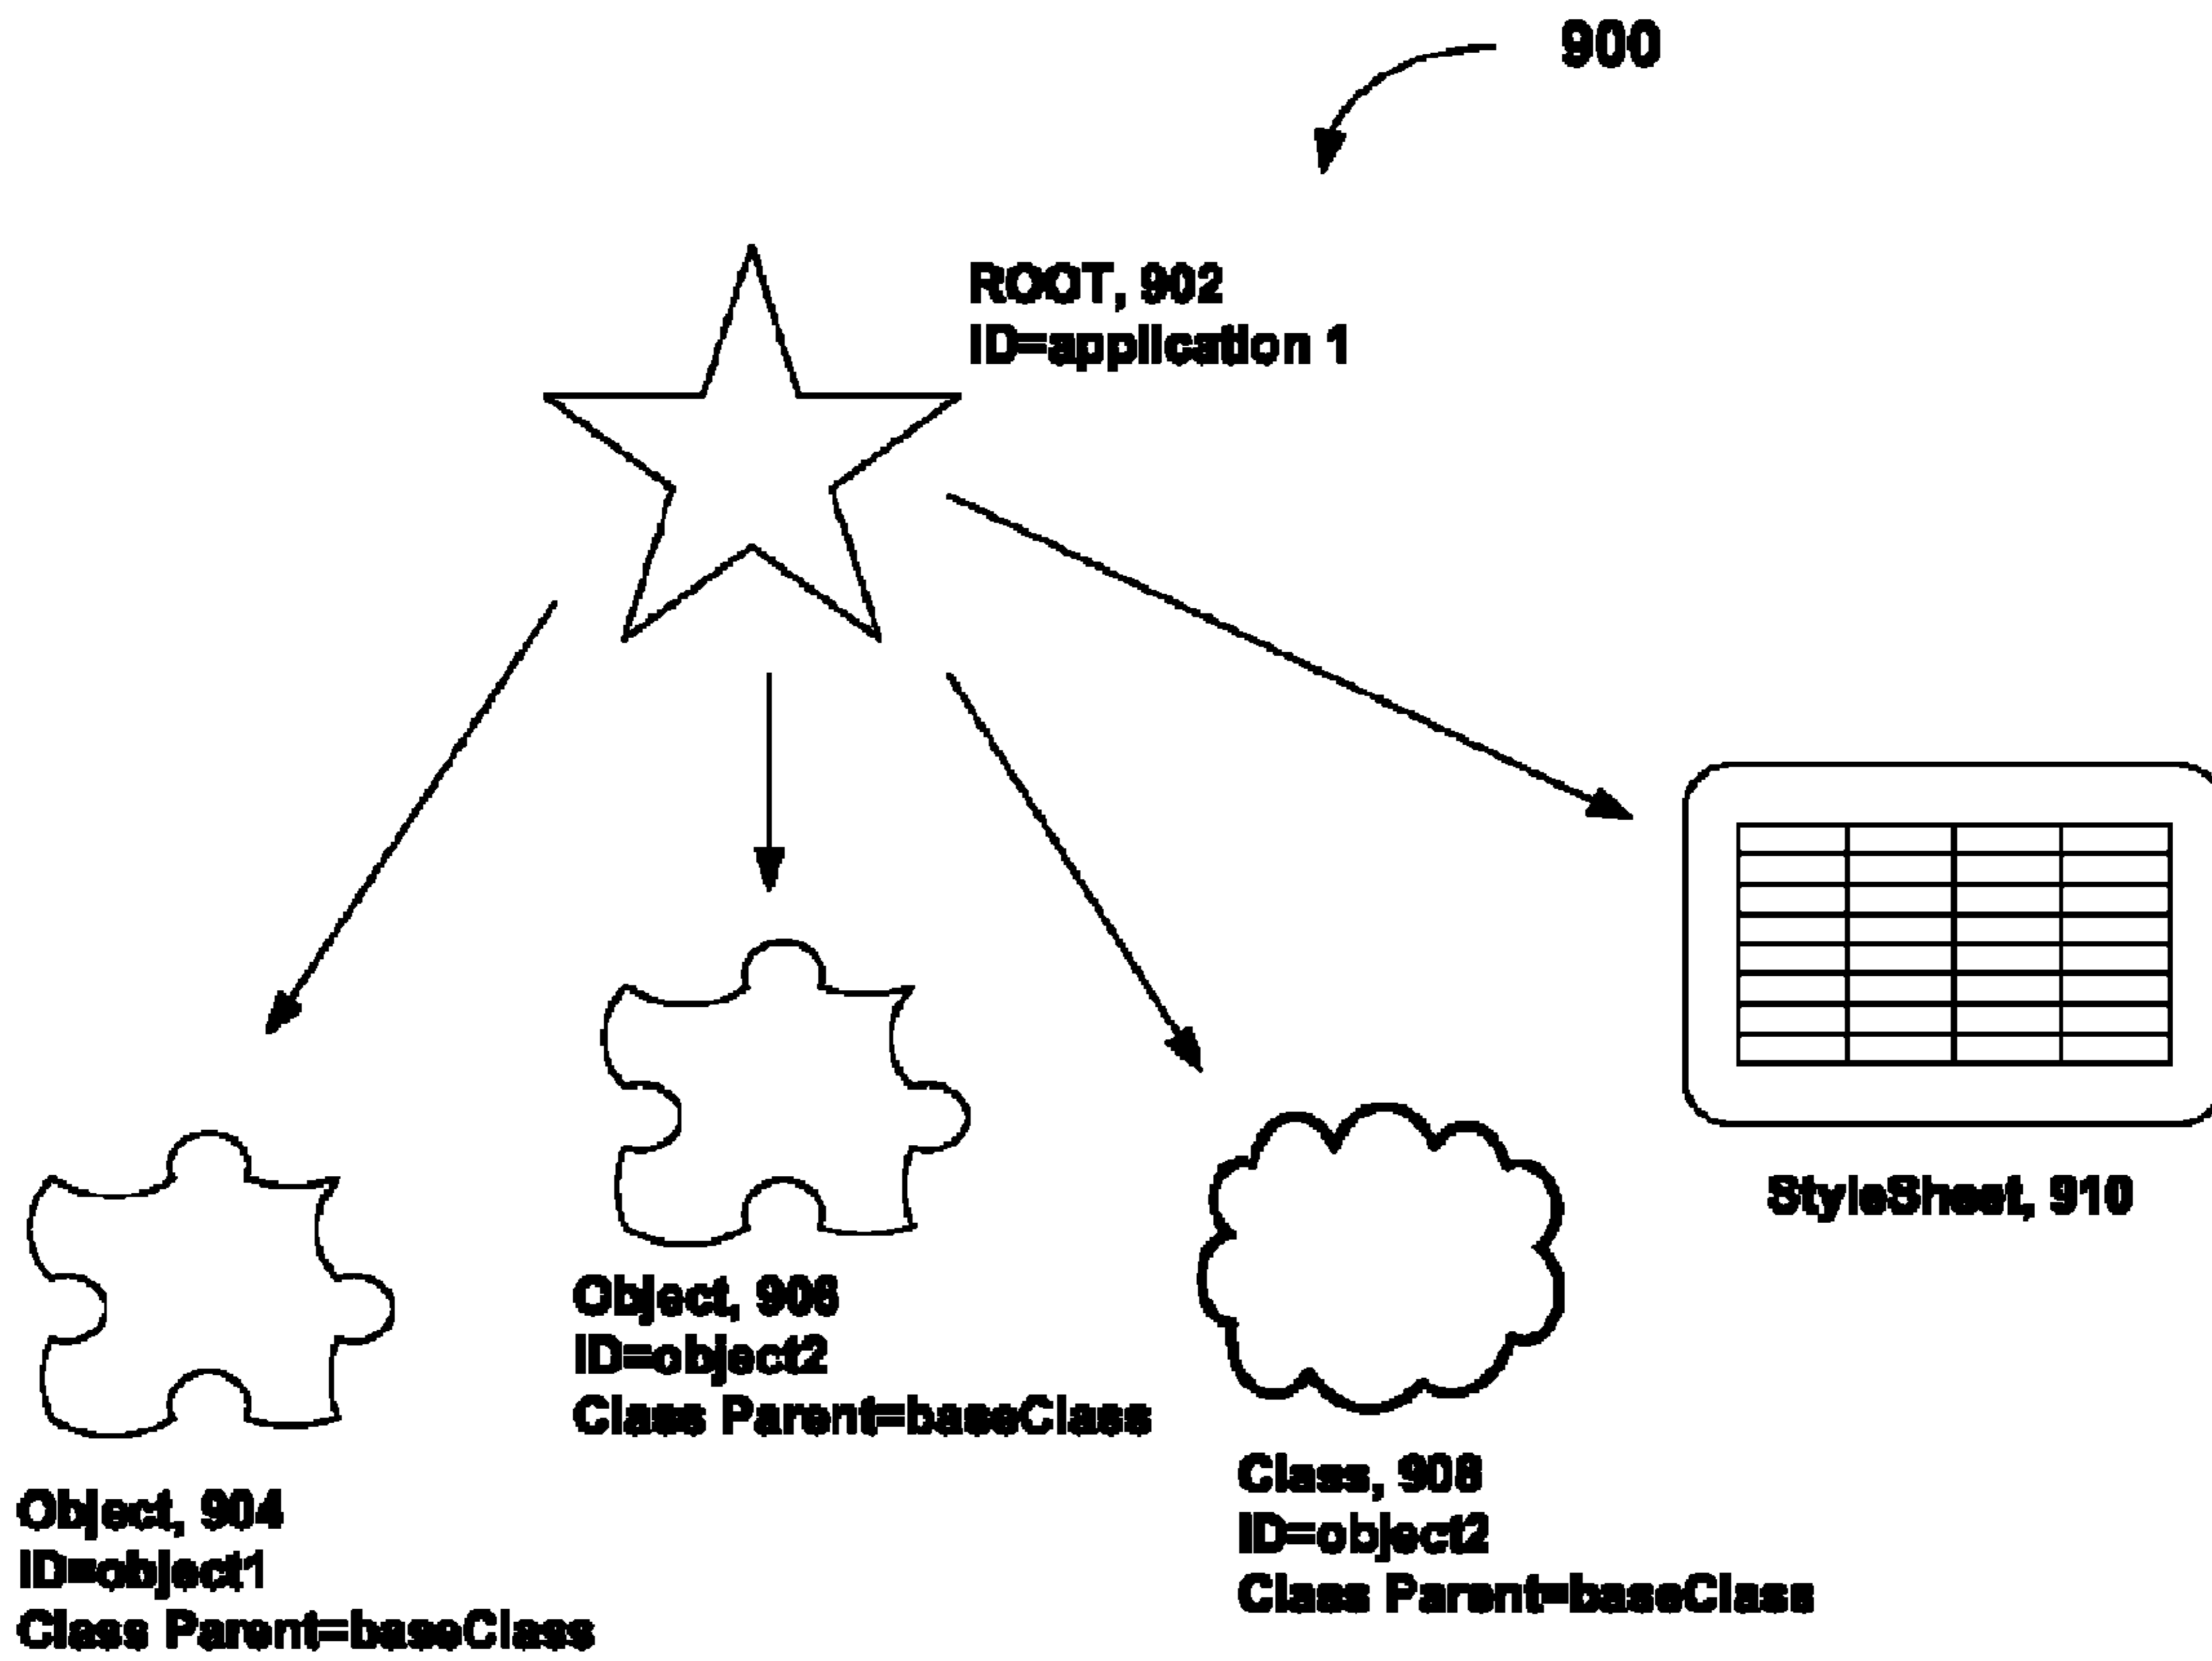 900
ROOT, 902
ID=application 1
StyleSheet, 910
Object, 906
ID=object2
Class Parent=baseClass
Class, 908
ID=object2
Class Parent=baseClass
Object, 904
ID=object1
Class Parent=baseClass